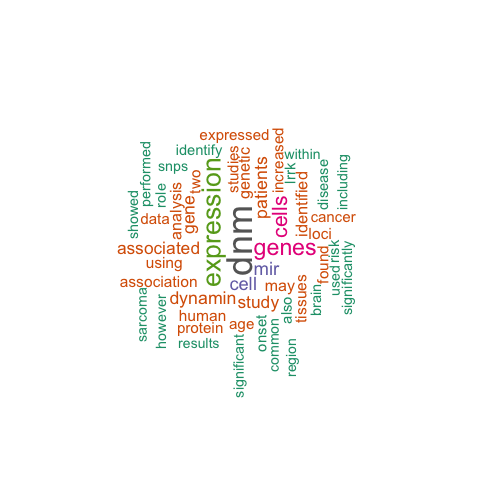 expressed
identify
studies
genetic
increased
within
snps
two
patients
lrrk
performed
role
expression
cells
identified
disease
including
showed
data
analysis
gene
dnm
cancer
loci
associated
genes
found
used
risk
significantly
using
mir
association
cell
may
tissues
brain
dynamin
study
also
sarcoma
however
human
protein
age
onset
common
results
significant
region